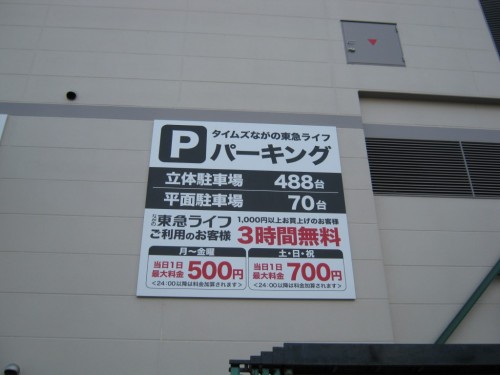 P タイムズながの東急ライフ
パーキング
立体駐車場 488台
平面駐車場 70台
ながの東急ライフ 1,000円以上お買上げのお客様
ご利用のお客様 3時間無料
月～金曜
当日1日
最大料金 500円
<24:00以降は料金加算されます>
土・日・祝
当日1日
最大料金 700円
<24:00以降は料金加算されます>